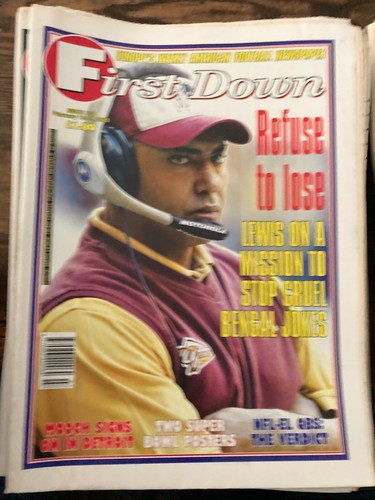 First Down
Refuse
to lose
LEWIS ON A
MISSION TO
STOP CRUEL
BENGAL JOKES
MOTOROLA
MOOCH SIGNS
ON IN DETROIT
TWO SUPER
BOWL POSTERS
NFL-EL QBS:
THE VERDICT